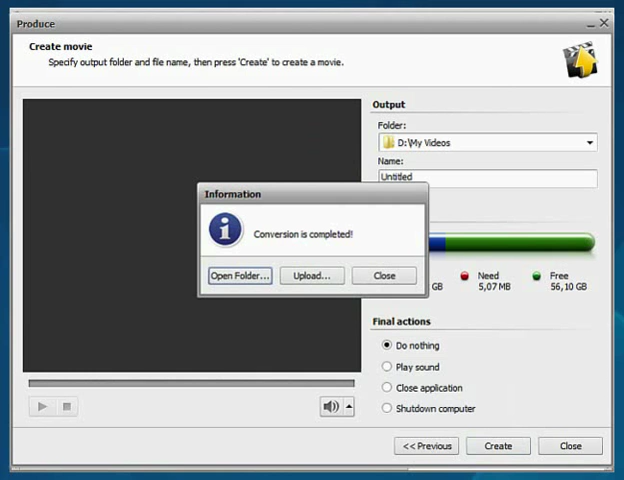 Produce
Create movie
Specify output folder and file name, then press 'Create' to create a movie.
Output
Folder:
D:\My Videos
Name:
Untitled
Information
Conversion is completed!
Open Folder...
Upload...
Close
GB
Need
5,07 MB
Free
56,10 GB
Final actions
Do nothing
Play sound
Close application
Shutdown computer
<< Previous
Create
Close